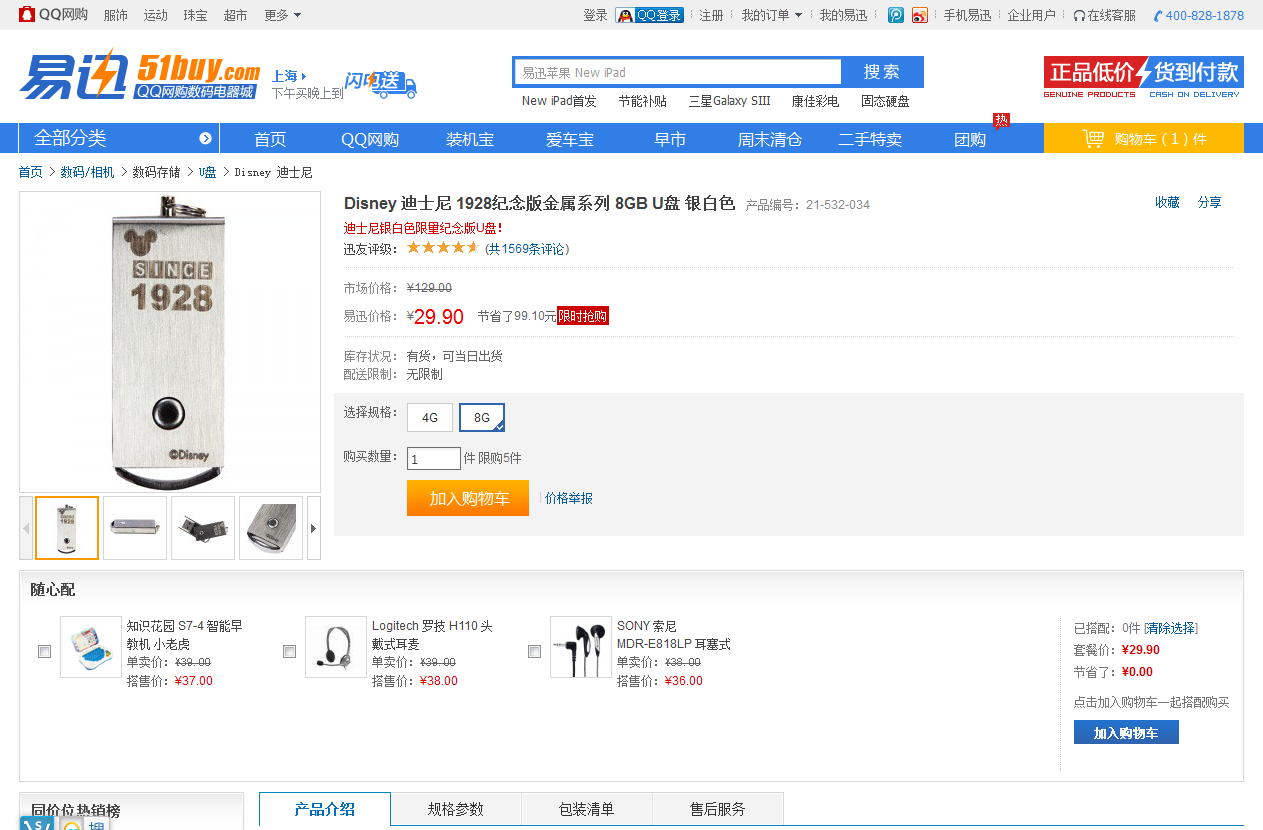 QQ网购 服饰 运动 珠宝 超市 更多 登录 QQ登录 注册 我的订单 我的易迅 手机易迅 企业用户 在线客服 400-828-1878
易迅 51buy.com
QQ网购数码电器城
上海
下午买晚上到
闪电送
易迅苹果 New iPad 搜 索
New iPad首发 节能补贴 三星Galaxy SIII 康佳彩电 固态硬盘
正品低价 货到付款
GENUINE PRODUCTS CASH ON DELIVERY
热
全部分类 首页 QQ网购 装机宝 爱车宝 早市 周末清仓 二手特卖 团购 购物车 ( 1 ) 件
首页 > 数码/相机 > 数码存储 > U盘 > Disney 迪士尼
SINCE
1928
©Disney
Disney 迪士尼 1928纪念版金属系列 8GB U盘 银白色 产品编号：21-532-034 收藏 分享
迪士尼银白色限量纪念版U盘！
迅友评级： (共1569条评论)
市场价格：¥129.00
易迅价格：¥29.90 节省了99.10元 限时抢购
库存状况：有货，可当日出货
配送限制：无限制
选择规格： 4G 8G
购买数量： 1 件 限购5件
加入购物车 价格举报
随心配
知识花园 S7-4 智能早
教机 小老虎
单卖价：¥39.00
搭售价：¥37.00
Logitech 罗技 H110 头
戴式耳麦
单卖价：¥39.00
搭售价：¥38.00
SONY 索尼
MDR-E818LP 耳塞式
单卖价：¥38.00
搭售价：¥36.00
已搭配：0件 [清除选择]
套餐价：¥29.90
节省了：¥0.00
点击加入购物车一起搭配购买
加入购物车
同价位热销榜
产品介绍 规格参数 包装清单 售后服务